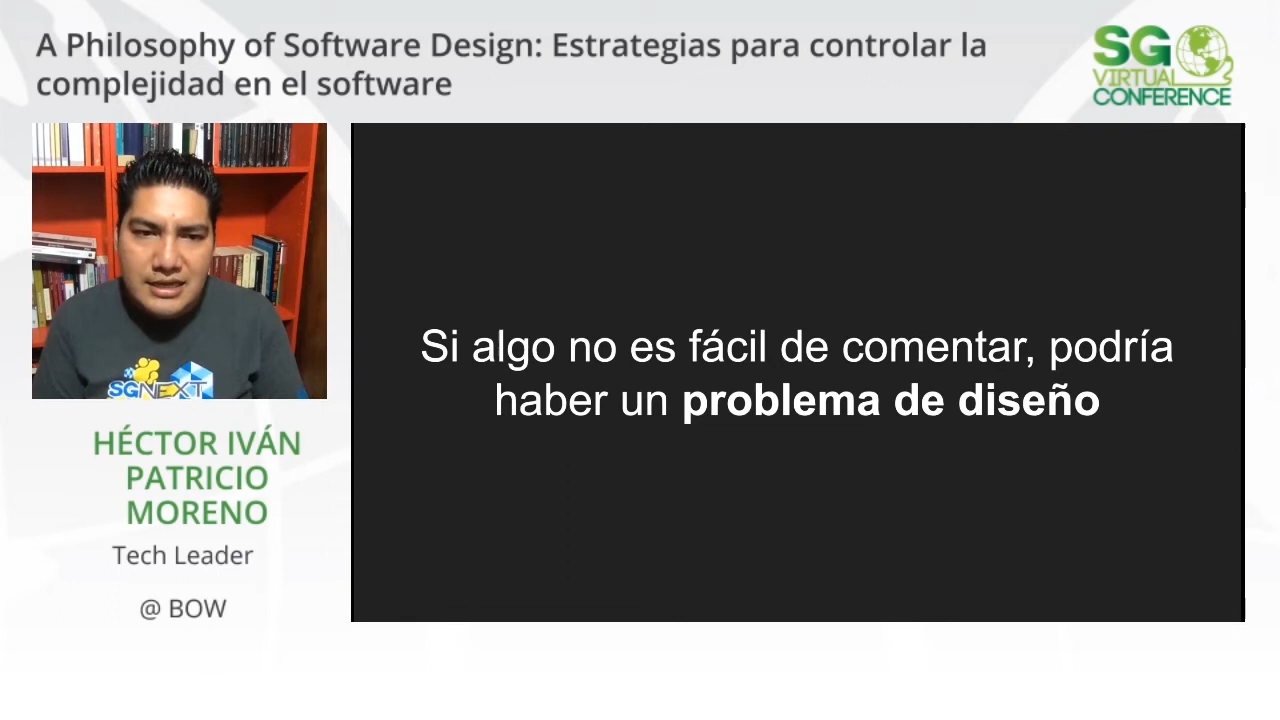 A Philosophy of Software Design: Estrategias para controlar la
complejidad en el software
SG
VIRTUAL
CONFERENCE
SGNEXT
Si algo no es fácil de comentar, podría
haber un problema de diseño
HÉCTOR IVÁN
PATRICIO
MORENO
Tech Leader
@ BOW